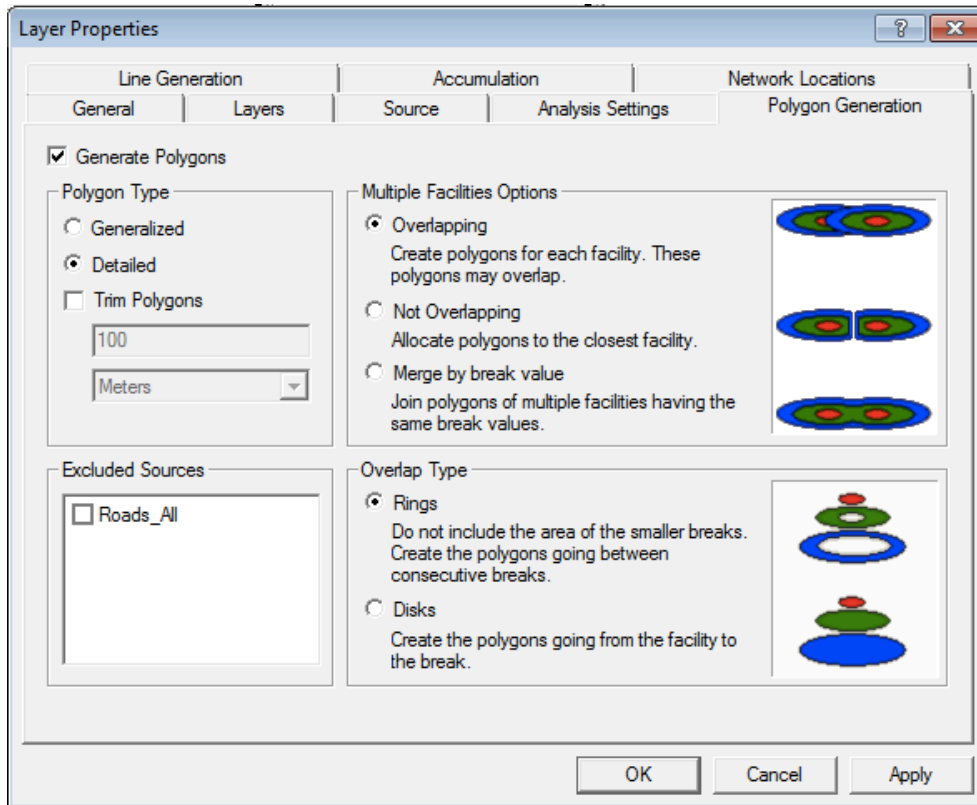 Layer Properties
Line Generation
Accumulation
Network Locations
General
Layers
Source
Analysis Settings
Polygon Generation
Generate Polygons
Polygon Type
Generalized
Detailed
Trim Polygons
100
Meters
Multiple Facilities Options
Overlapping
Create polygons for each facility. These
polygons may overlap.
Not Overlapping
Allocate polygons to the closest facility.
Merge by break value
Join polygons of multiple facilities having the
same break values.
Excluded Sources
Roads_All
Overlap Type
Rings
Do not include the area of the smaller breaks.
Create the polygons going between
consecutive breaks.
Disks
Create the polygons going from the facility to
the break.
OK
Cancel
Apply